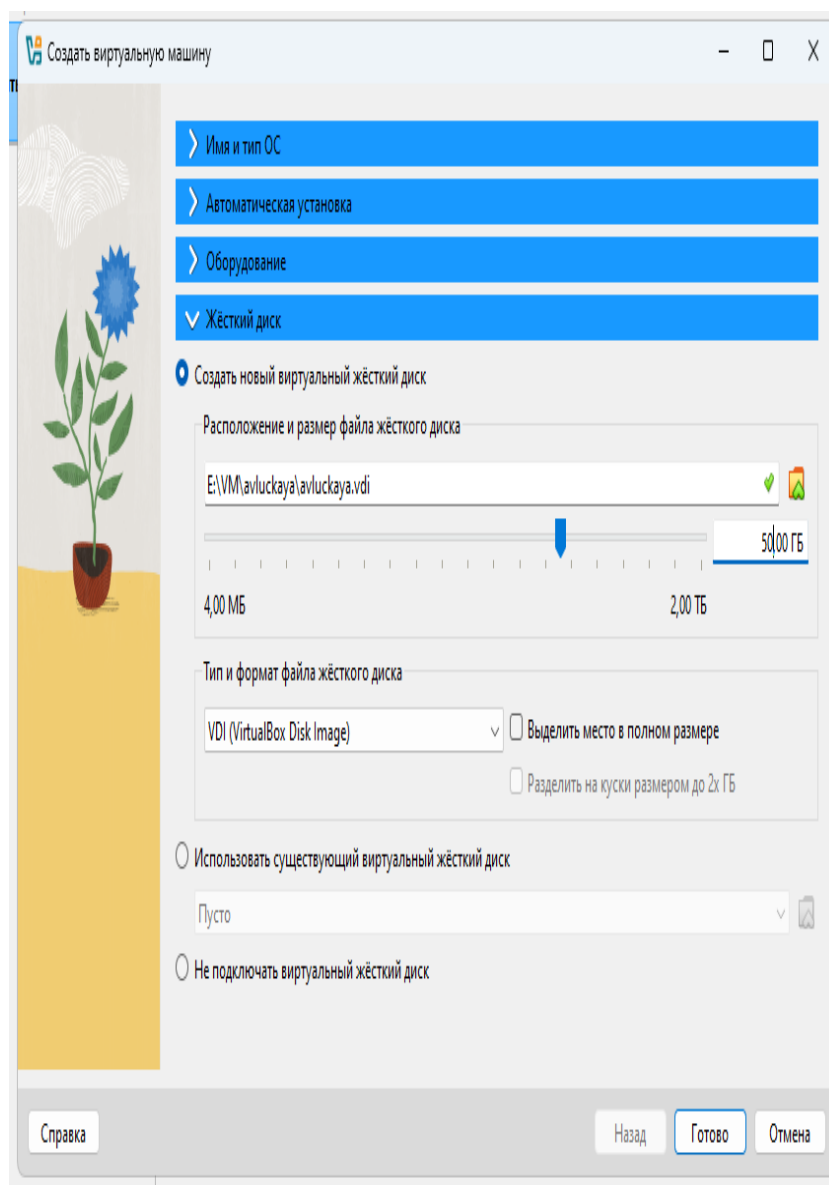 Создать виртуальную машину
Имя и тип ОС
Автоматическая установка
Оборудование
Жёсткий диск
Создать новый виртуальный жёсткий диск
Расположение и размер файла жёсткого диска
E:\VM\avluckaya\avluckaya.vdi
50,00 ГБ
4,00 МБ 2,00 ТБ
Тип и формат файла жёсткого диска
VDI (VirtualBox Disk Image) Выделить место в полном размере
Разделить на куски размером до 2х ГБ
Использовать существующий виртуальный жёсткий диск
Пусто
Не подключать виртуальный жёсткий диск
Справка Назад Готово Отмена